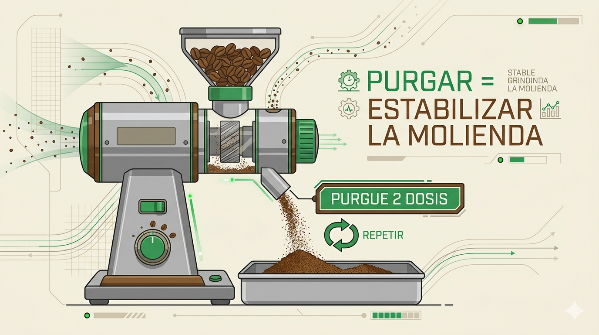 PURGAR =
ESTABILIZAR
LA MOLIENDA
STABLE
GRINDINDA
LA MOLIENDA
PURGUE 2 DOSIS
REPETIR